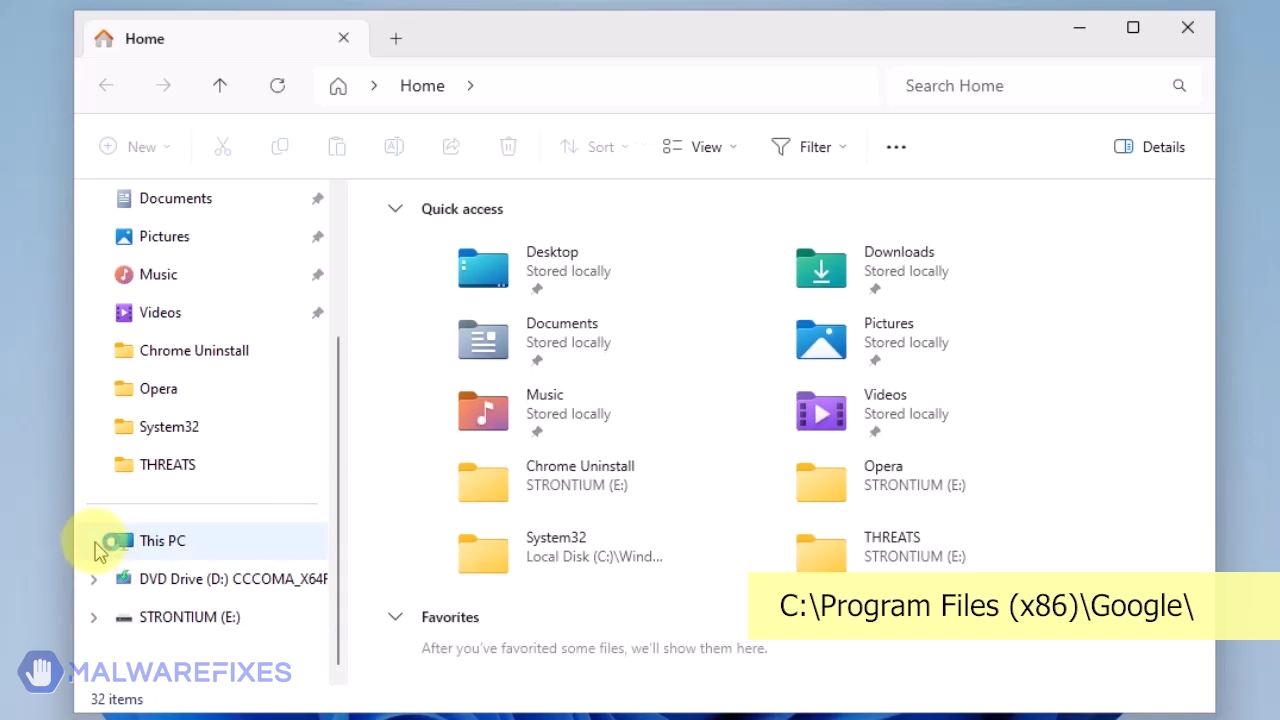 Home
Home
Search Home
New
Sort
View
Filter
Details
Documents
Pictures
Music
Videos
Chrome Uninstall
Opera
System32
THREATS
This PC
DVD Drive (D:) CCCOMA_X64F
STRONTIUM (E:)
Quick access
Desktop
Stored locally
Downloads
Stored locally
Documents
Stored locally
Pictures
Stored locally
Music
Stored locally
Videos
Stored locally
Chrome Uninstall
STRONTIUM (E:)
Opera
STRONTIUM (E:)
System32
Local Disk (C:)\Wind...
THREATS
STRONTIUM (E:)
C:\Program Files (x86)\Google\
Favorites
After you've favorited some files, we'll show them here.
MALWAREFIXES
32 items